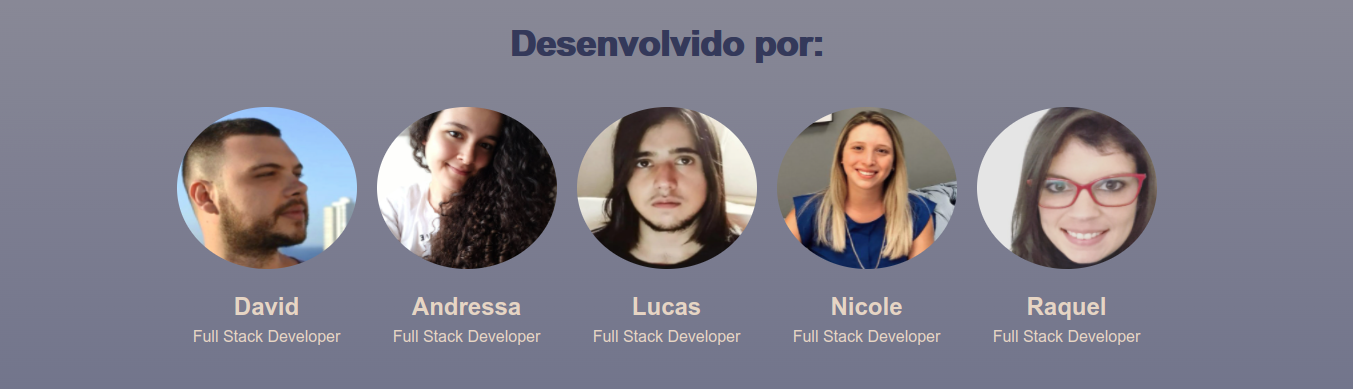 Desenvolvido por:
David Andressa Lucas Nicole Raquel
Full Stack Developer Full Stack Developer Full Stack Developer Full Stack Developer Full Stack Developer